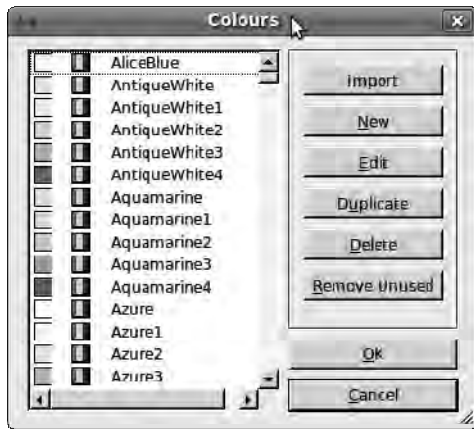 Colours
AliceBlue
AntiqueWhite
AntiqueWhite1
AntiqueWhite2
AntiqueWhite3
AntiqueWhite4
Aquamarine
Aquamarine1
Aquamarine2
Aquamarine3
Aquamarine4
Azure
Azure1
Azure2
Azure3
Import
New
Edit
Duplicate
Delete
Remove Unused
OK
Cancel